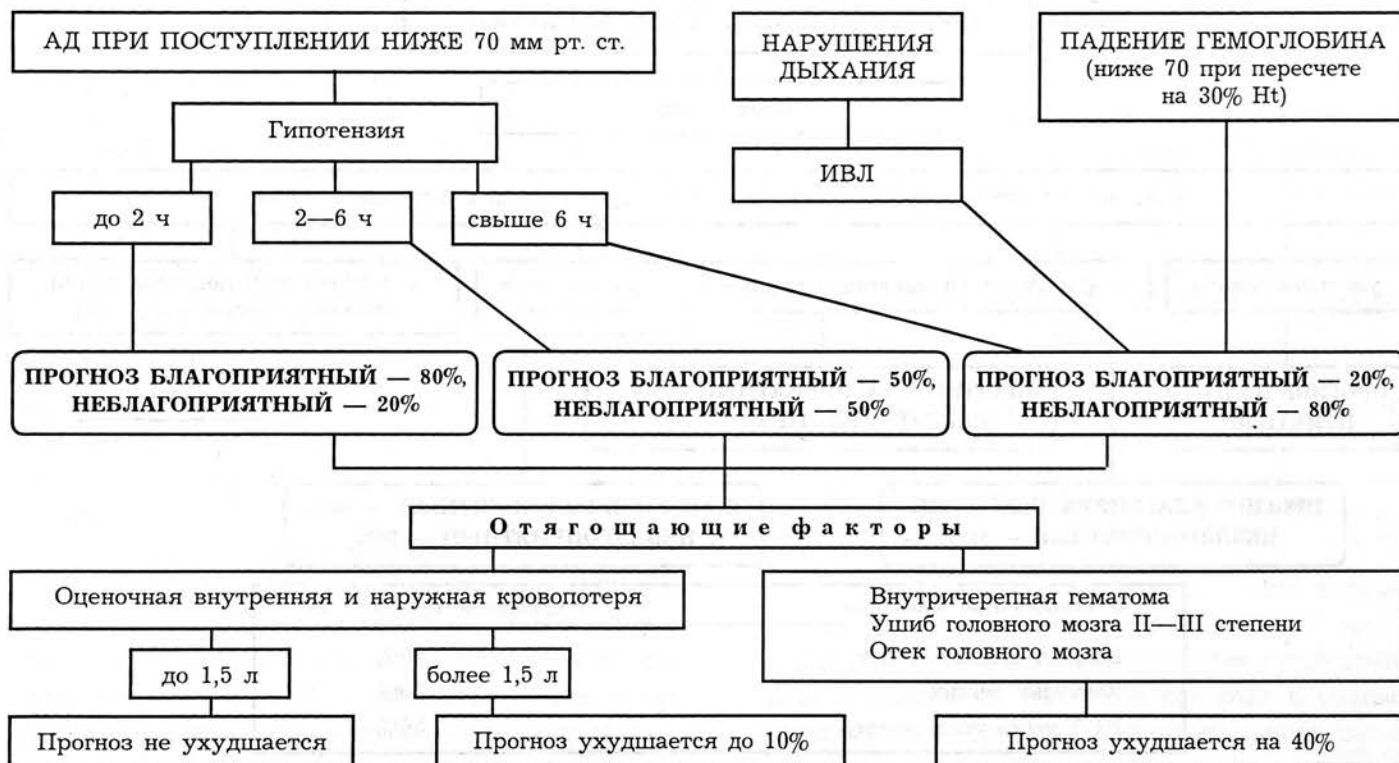 АД ПРИ ПОСТУПЛЕНИИ НИЖЕ 70 мм рт. ст.
НАРУШЕНИЯ
ДЫХАНИЯ
ПАДЕНИЕ ГЕМОГЛОБИНА
(ниже 70 при пересчете
на 30% Ht)
Гипотензия
ИВЛ
до 2 ч
2—6 ч
свыше 6 ч
ПРОГНОЗ БЛАГОПРИЯТНЫЙ — 80%,
НЕБЛАГОПРИЯТНЫЙ — 20%
ПРОГНОЗ БЛАГОПРИЯТНЫЙ — 50%,
НЕБЛАГОПРИЯТНЫЙ — 50%
ПРОГНОЗ БЛАГОПРИЯТНЫЙ — 20%,
НЕБЛАГОПРИЯТНЫЙ — 80%
Отягощающие факторы
Оценочная внутренняя и наружная кровопотеря
Внутричерепная гематома
Ушиб головного мозга II—III степени
Отек головного мозга
до 1,5 л
более 1,5 л
Прогноз не ухудшается
Прогноз ухудшается до 10%
Прогноз ухудшается на 40%